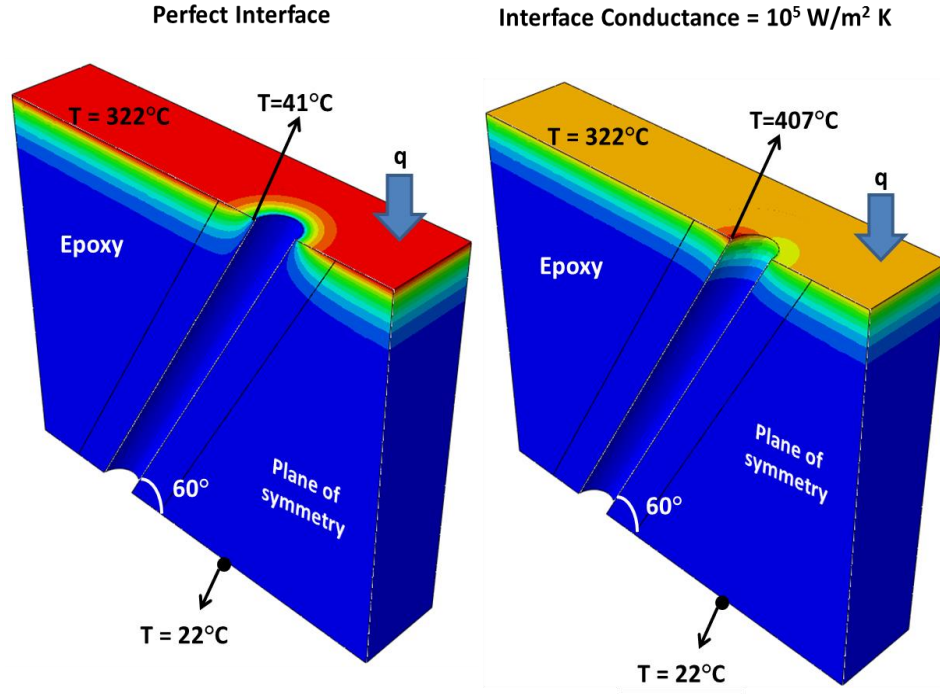 Perfect Interface
T = 322°C
T=41°C
q
Epoxy
60°
Plane of
symmetry
T = 22°C
Interface Conductance = 10⁵ W/m² K
T = 322°C
T=407°C
q
Epoxy
60°
Plane of
symmetry
T = 22°C